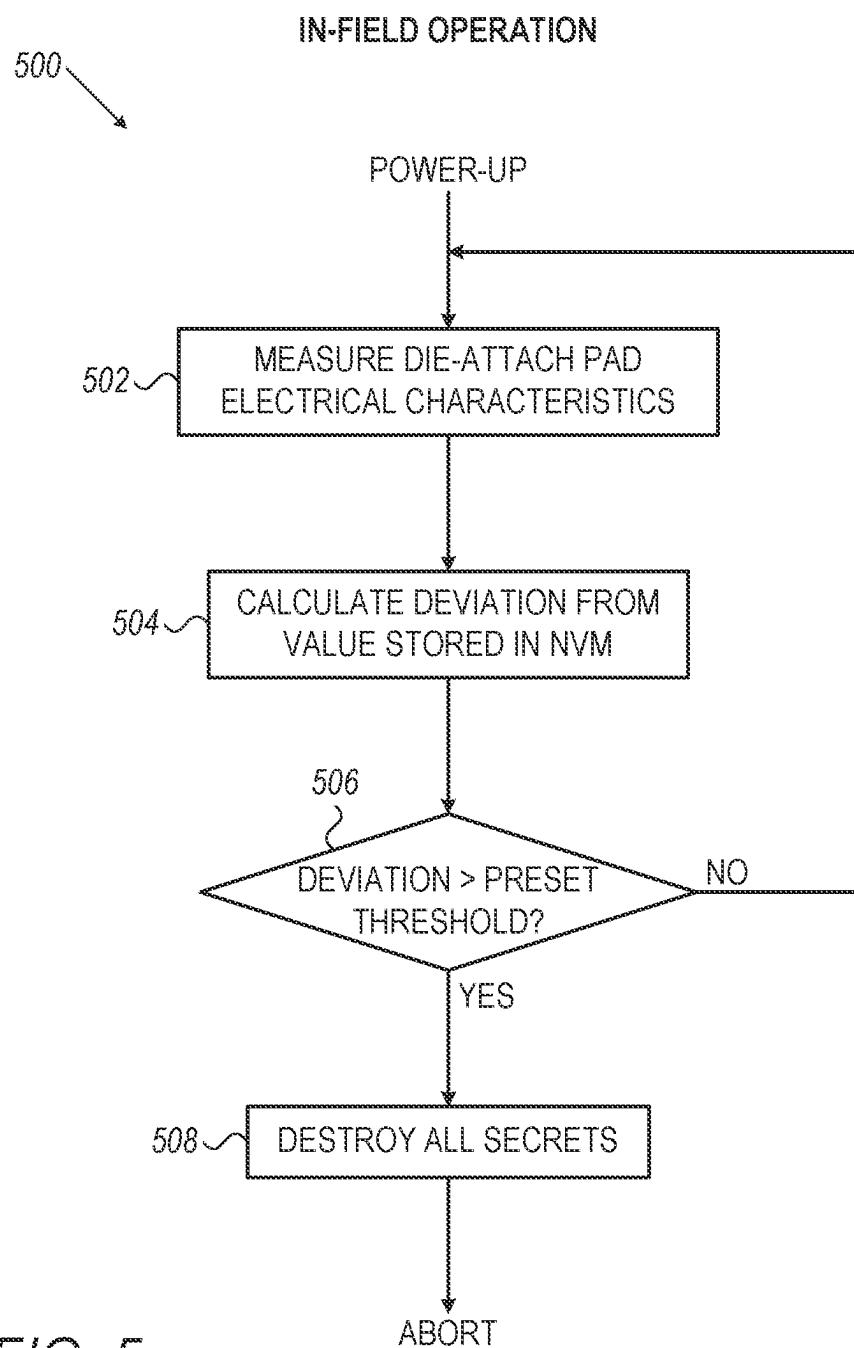 IN-FIELD OPERATION
500
POWER-UP
502
MEASURE DIE-ATTACH PAD
ELECTRICAL CHARACTERISTICS
504
CALCULATE DEVIATION FROM
VALUE STORED IN NVM
506
DEVIATION > PRESET
THRESHOLD?
NO
YES
508
DESTROY ALL SECRETS
ABORT